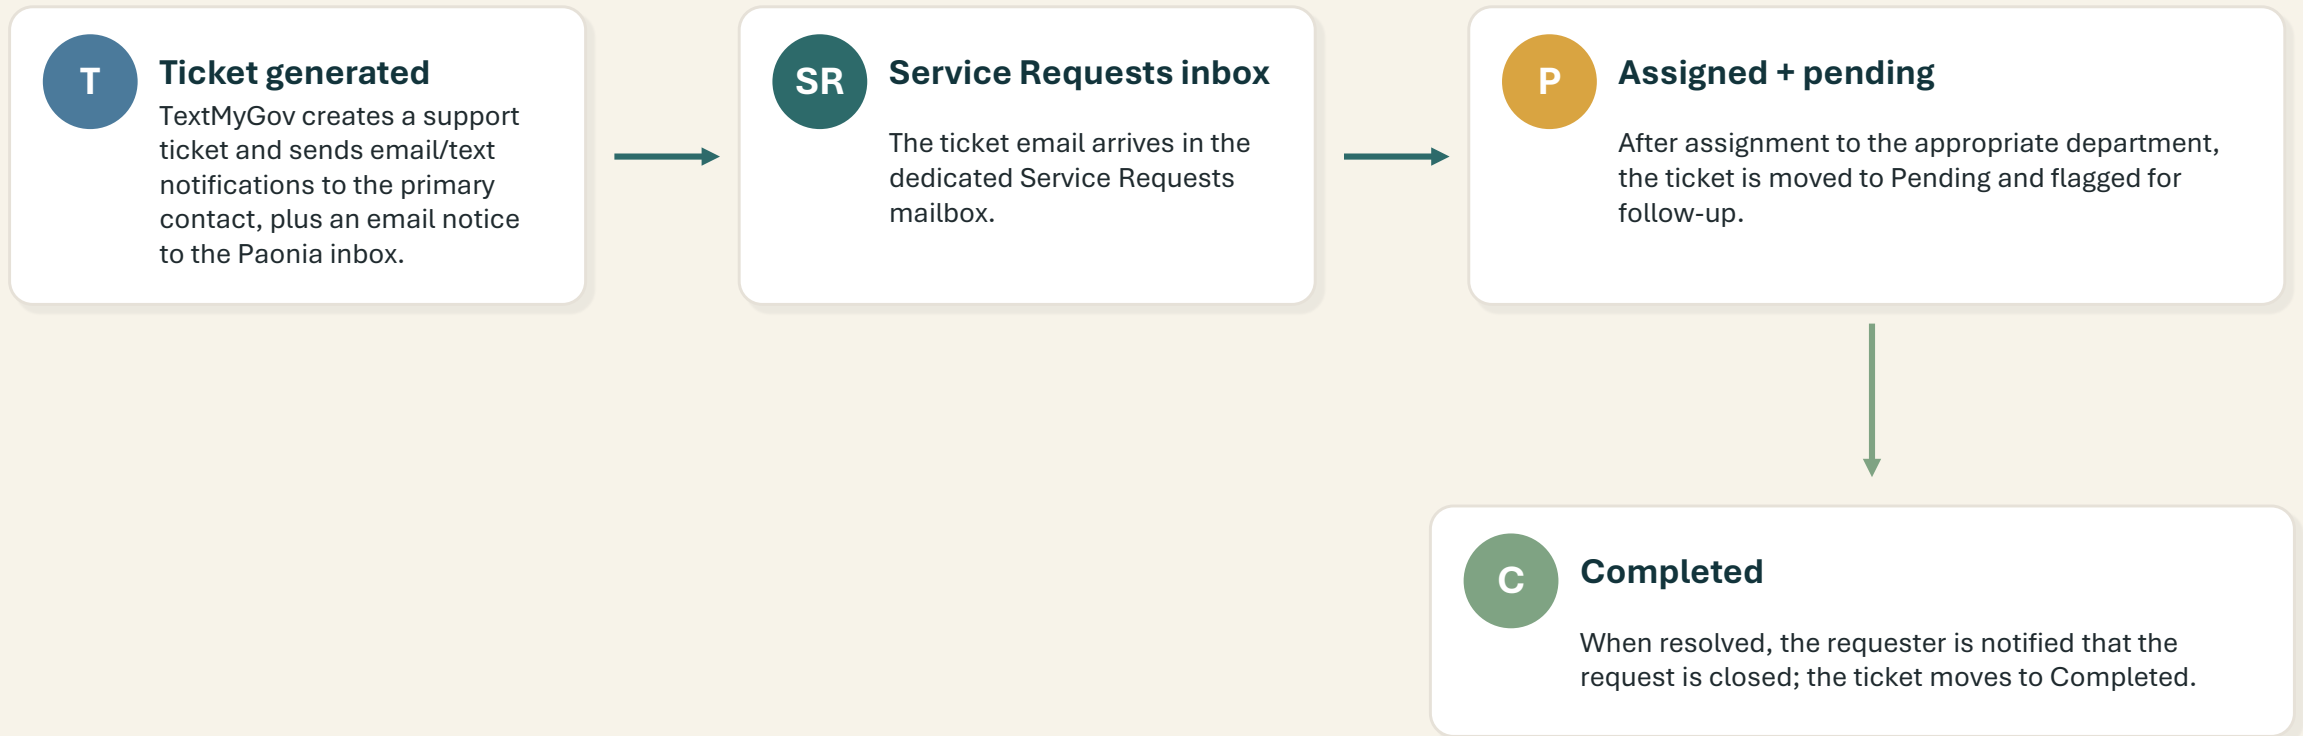 T
Ticket generated
TextMyGov creates a support
ticket and sends email/text
notifications to the primary
contact, plus an email notice
to the Paonia inbox.
SR
Service Requests inbox
The ticket email arrives in the
dedicated Service Requests
mailbox.
P
Assigned + pending
After assignment to the appropriate department,
the ticket is moved to Pending and flagged for
follow-up.
C
Completed
When resolved, the requester is notified that the
request is closed; the ticket moves to Completed.